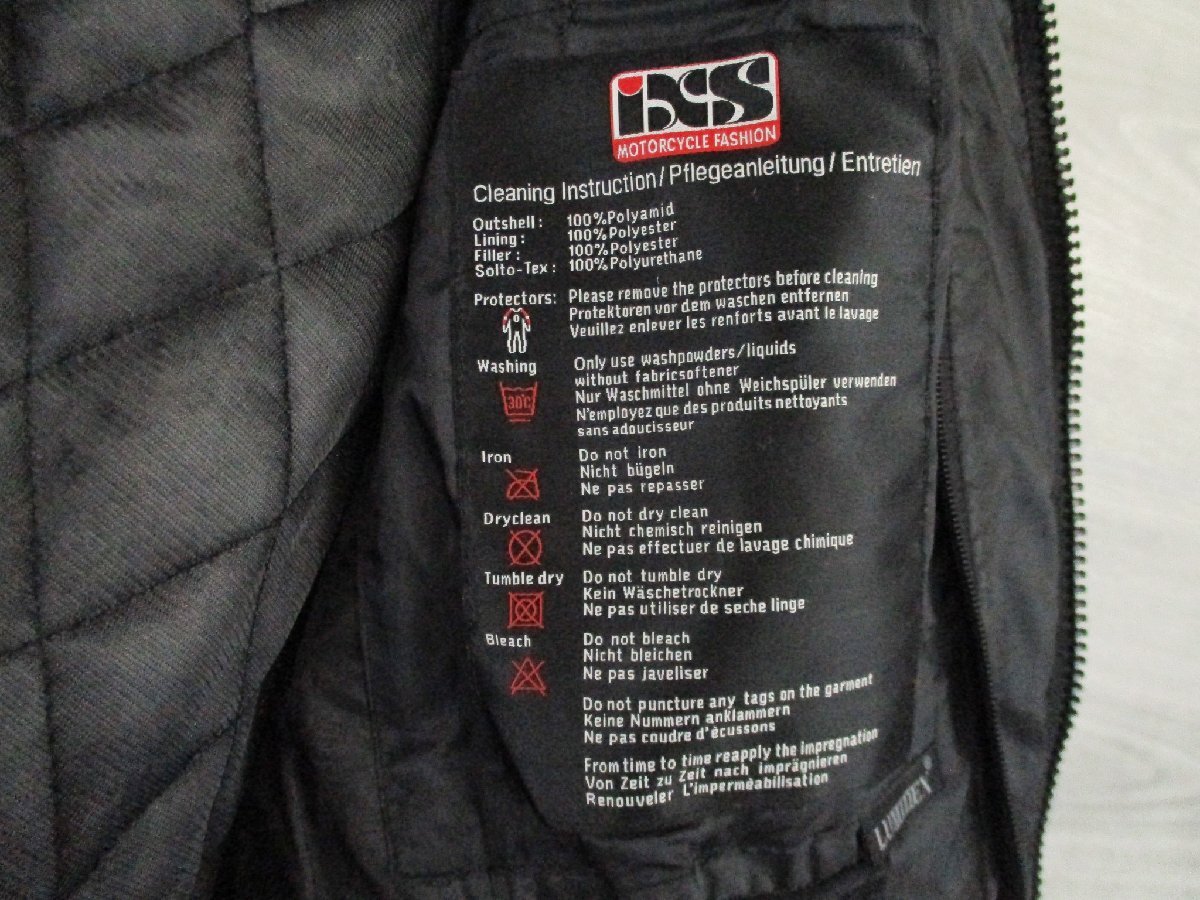 iXS
MOTORCYCLE FASHION
Cleaning Instruction/Pflegeanleitung/Entretien
Outshell: 100%Polyamid
Lining: 100%Polyester
Filler: 100%Polyester
Solto-Tex: 100%Polyurethane
Protectors: Please remove the protectors before cleaning
Protektoren vor dem waschen entfernen
Veuillez enlever les renforts avant le lavage
Washing
30°C
Only use washpowders/liquids
without fabricsoftener
Nur Waschmittel ohne Weichspüler verwenden
N'employez que des produits nettoyants
sans adoucisseur
Iron
Do not iron
Nicht bügeln
Ne pas repasser
Dryclean
Do not dry clean
Nicht chemisch reinigen
Ne pas effectuer de lavage chimique
Tumble dry
Do not tumble dry
Kein Wäschetrockner
Ne pas utiliser de seche linge
Bleach
Do not bleach
Nicht bleichen
Ne pas javeliser
Do not puncture any tags on the garment
Keine Nummern anklammern
Ne pas coudre d'écussons
From time to time reapply the impregnation
Von Zeit zu Zeit nach imprägnieren
Renouveler L'imperméabilisation